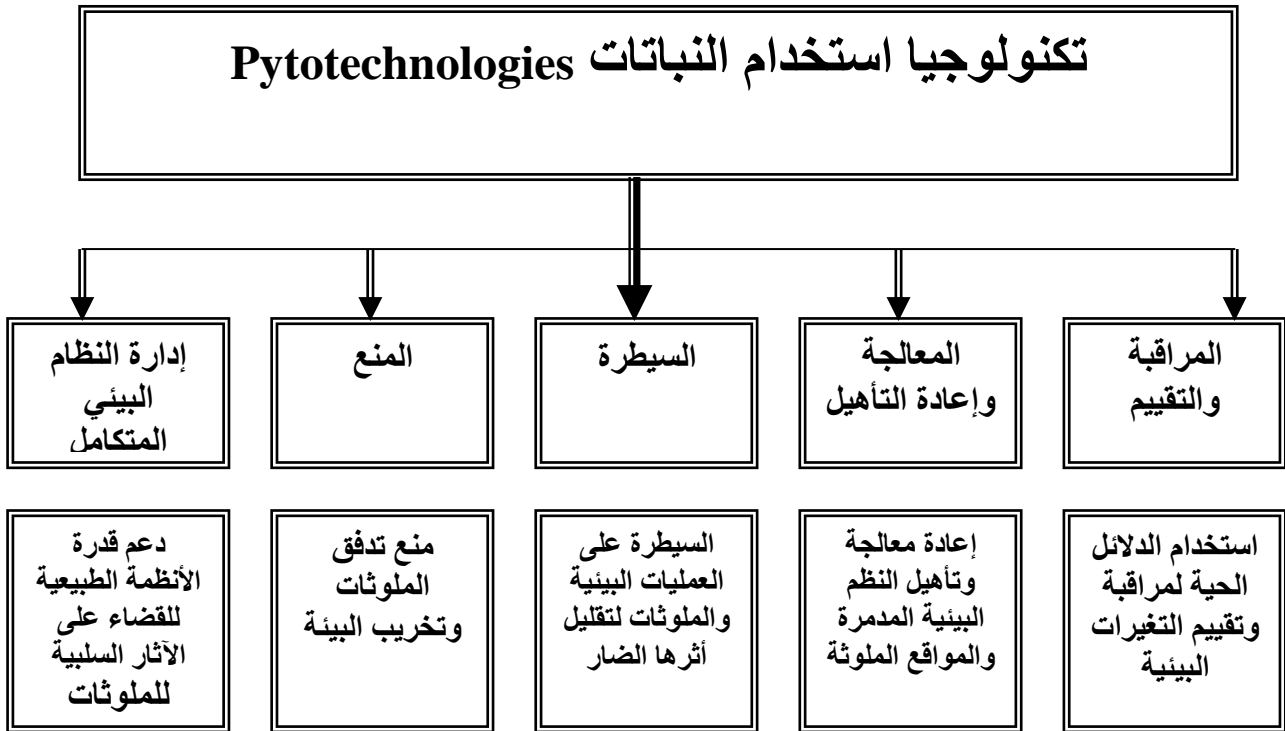 تكنولوجيا استخدام النباتات Pytotechnologies
المراقبة
والتقييم
المعالجة
وإعادة التأهيل
السيطرة
المنع
إدارة النظام
البيئي
المتكامل
استخدام الدلائل
الحية لمراقبة
وتقييم التغيرات
البيئية
إعادة معالجة
وتأهيل النظم
البيئية المدمرة
والمواقع الملوثة
السيطرة على
العمليات البيئية
والملوثات لتقليل
أثرها الضار
منع تدفق
الملوثات
وتخريب البيئة
دعم قدرة
الأنظمة الطبيعية
للقضاء على
الآثار السلبية
للملوثات